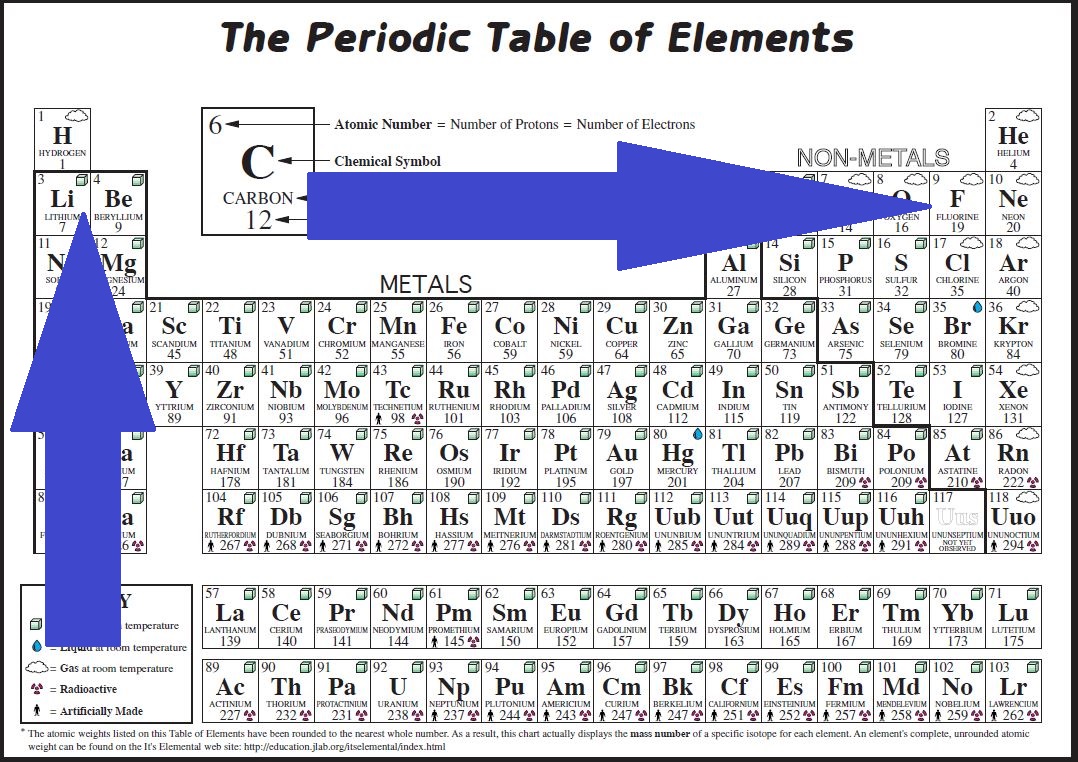 The Periodic Table of Elements
1
H
HYDROGEN
1
6
C
CARBON
12
Atomic Number = Number of Protons = Number of Electrons
Chemical Symbol
NON-METALS
2
He
HELIUM
4
3 4
Li Be
LITHIUM BERYLLIUM
7 9
7 8 9 10
F Ne
FLUORINE NEON
14 16 19 20
11 12
Mg
24
METALS
14 15 16 17 18
Al Si P S Cl Ar
ALUMINUM SILICON PHOSPHORUS SULFUR CHLORINE ARGON
27 28 31 32 35 40
19 21 22 23 24 25 26 27 28 29 30 31 32 33 34 35 36
Sc Ti V Cr Mn Fe Co Ni Cu Zn Ga Ge As Se Br Kr
SCANDIUM TITANIUM VANADIUM CHROMIUM MANGANESE IRON COBALT NICKEL COPPER ZINC GALLIUM GERMANIUM ARSENIC SELENIUM BROMINE KRYPTON
45 48 51 52 55 56 59 59 64 65 70 73 75 79 80 84
39 40 41 42 43 44 45 46 47 48 49 50 51 52 53 54
Y Zr Nb Mo Tc Ru Rh Pd Ag Cd In Sn Sb Te I Xe
YTTRIUM ZIRCONIUM NIOBIUM MOLYBDENUM TECHNETIUM RUTHENIUM RHODIUM PALLADIUM SILVER CADMIUM INDIUM TIN ANTIMONY TELLURIUM IODINE XENON
89 91 93 96 98 101 103 106 108 112 115 119 122 128 127 131
72 73 74 75 76 77 78 79 80 81 82 83 84 85 86
Hf Ta W Re Os Ir Pt Au Hg Tl Pb Bi Po At Rn
HAFNIUM TANTALUM TUNGSTEN RHENIUM OSMIUM IRIDIUM PLATINUM GOLD MERCURY THALLIUM LEAD BISMUTH POLONIUM ASTATINE RADON
178 181 184 186 190 192 195 197 201 204 207 209 209 210 222
104 105 106 107 108 109 110 111 112 113 114 115 116 117 118
Rf Db Sg Bh Hs Mt Ds Rg Uub Uut Uuq Uup Uuh Uus Uuo
RUTHERFORDIUM DUBNIUM SEABORGIUM BOHRIUM HASSIUM MEITNERIUM DARMSTADTIUM ROENTGENIUM UNUNBIUM UNUNTRIUM UNUNQUADIUM UNUNPENTIUM UNUNHEXIUM UNUNSEPTIUM UNUNOCTIUM
267 268 271 272 277 276 281 280 285 284 289 288 291 NOT YET OBSERVED 294
Y
temperature
= Liquid at room temperature
= Gas at room temperature
= Radioactive
= Artificially Made
57 58 59 60 61 62 63 64 65 66 67 68 69 70 71
La Ce Pr Nd Pm Sm Eu Gd Tb Dy Ho Er Tm Yb Lu
LANTHANUM CERIUM PRASEODYMIUM NEODYMIUM PROMETHIUM SAMARIUM EUROPIUM GADOLINIUM TERBIUM DYSPROSIUM HOLMIUM ERBIUM THULIUM YTTERBIUM LUTETIUM
139 140 141 144 145 150 152 157 159 163 165 167 169 173 175
89 90 91 92 93 94 95 96 97 98 99 100 101 102 103
Ac Th Pa U Np Pu Am Cm Bk Cf Es Fm Md No Lr
ACTINIUM THORIUM PROTACTINIUM URANIUM NEPTUNIUM PLUTONIUM AMERICIUM CURIUM BERKELIUM CALIFORNIUM EINSTEINIUM FERMIUM MENDELEVIUM NOBELIUM LAWRENCIUM
227 232 231 238 237 244 243 247 247 251 252 257 258 259 262
* The atomic weights listed on this Table of Elements have been rounded to the nearest whole number. As a result, this chart actually displays the mass number of a specific isotope for each element. An element's complete, unrounded atomic
weight can be found on the It's Elemental web site: http://education.jlab.org/itselemental/index.html